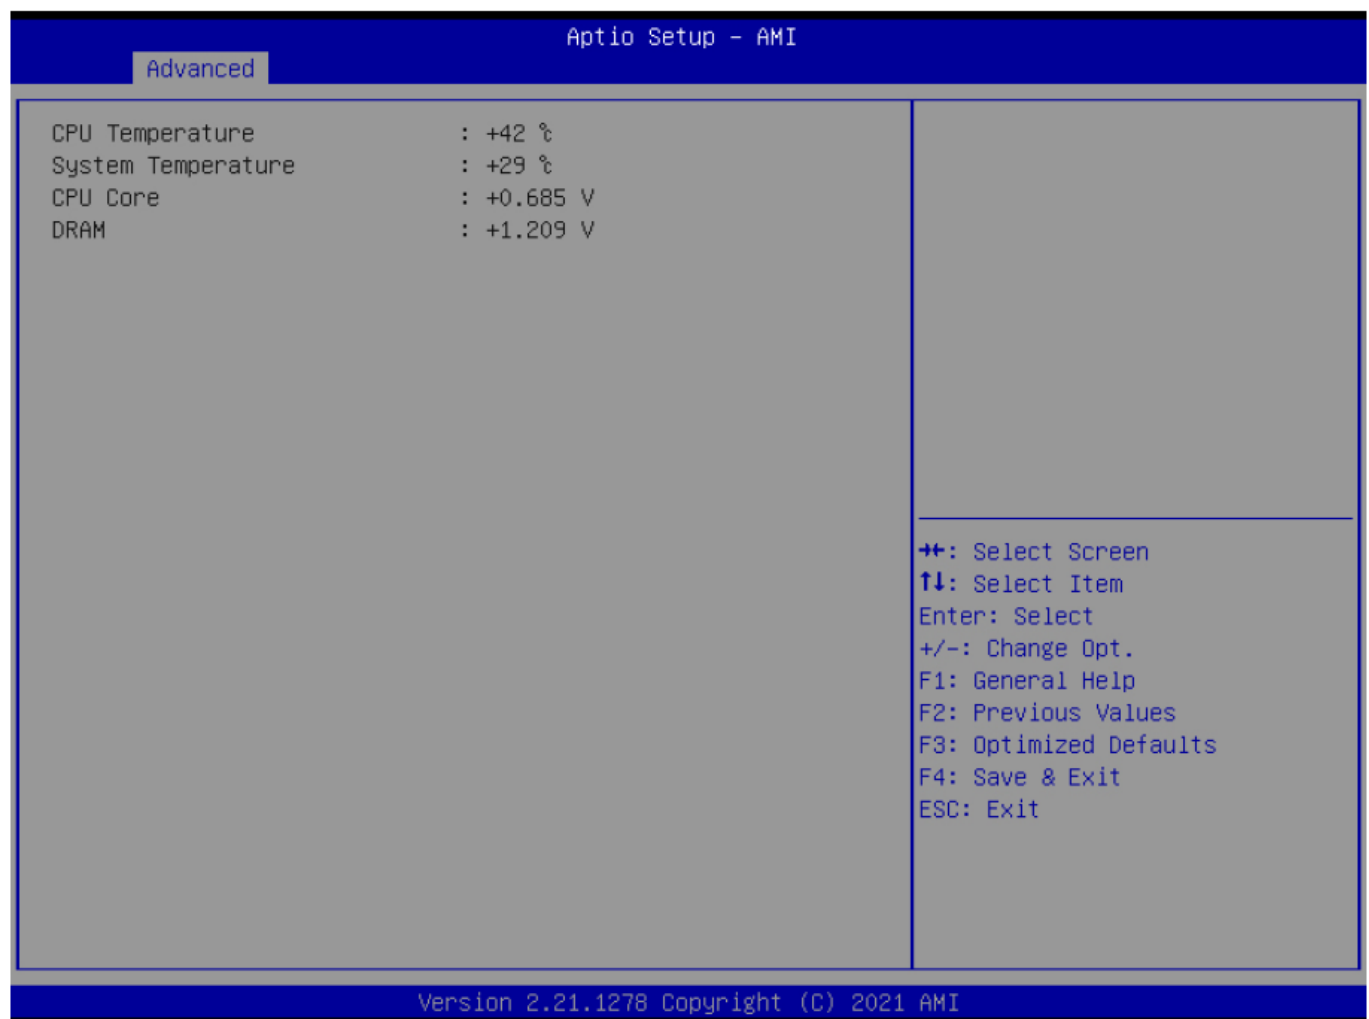 Aptio Setup – AMI
Advanced
CPU Temperature : +42 ℃
System Temperature : +29 ℃
CPU Core : +0.685 V
DRAM : +1.209 V
→←: Select Screen
↑↓: Select Item
Enter: Select
+/-: Change Opt.
F1: General Help
F2: Previous Values
F3: Optimized Defaults
F4: Save & Exit
ESC: Exit
Version 2.21.1278 Copyright (C) 2021 AMI